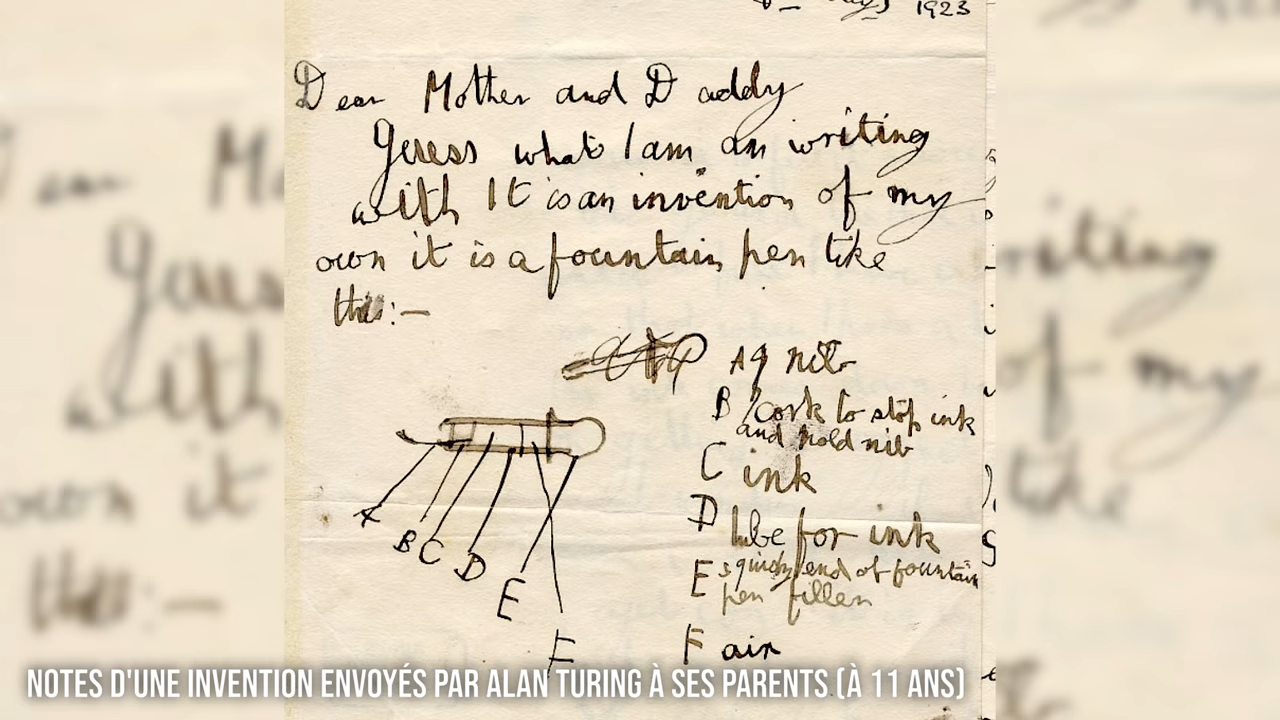 1923
Dear Mother and Daddy
Guess what I am an writing
with It is an invention of my
own it is a fountain pen like
this:—
A 9 nib
B cork to stop ink
and hold nib
C ink
D tube for ink
E squishy end of fountain
pen filler
F air
A
B C D
E
F
NOTES D'UNE INVENTION ENVOYÉS PAR ALAN TURING À SES PARENTS (À 11 ANS)